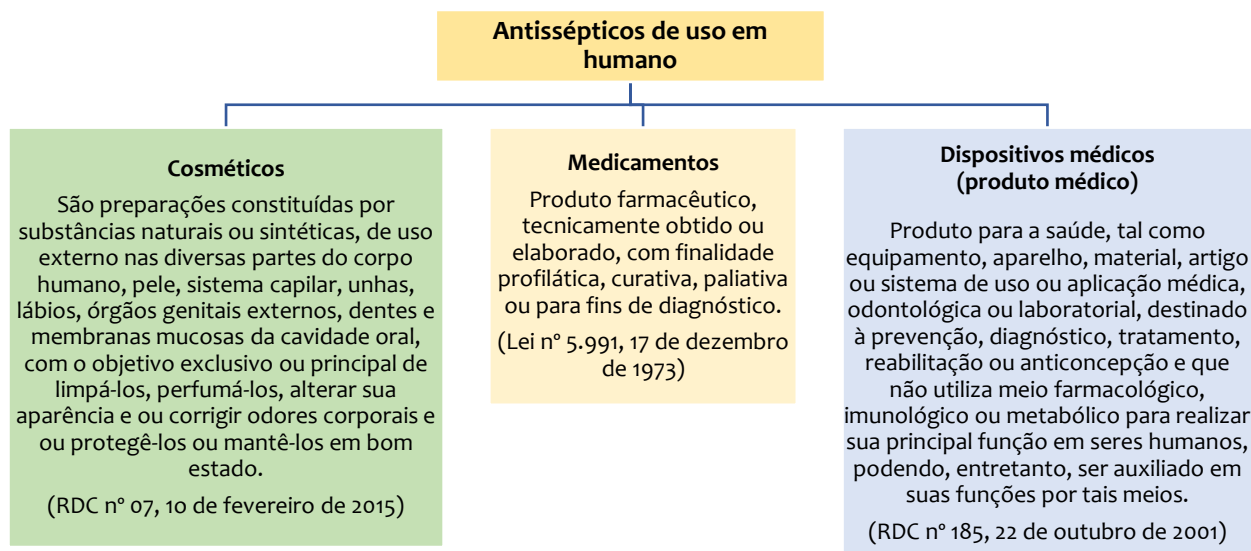 Antissépticos de uso em
humano
Cosméticos
São preparações constituídas por
substâncias naturais ou sintéticas, de uso
externo nas diversas partes do corpo
humano, pele, sistema capilar, unhas,
lábios, órgãos genitais externos, dentes e
membranas mucosas da cavidade oral,
com o objetivo exclusivo ou principal de
limpá-los, perfumá-los, alterar sua
aparência e ou corrigir odores corporais e
ou protegê-los ou mantê-los em bom
estado.
(RDC nº 07, 10 de fevereiro de 2015)
Medicamentos
Produto farmacêutico,
tecnicamente obtido ou
elaborado, com finalidade
profilática, curativa, paliativa
ou para fins de diagnóstico.
(Lei nº 5.991, 17 de dezembro
de 1973)
Dispositivos médicos
(produto médico)
Produto para a saúde, tal como
equipamento, aparelho, material, artigo
ou sistema de uso ou aplicação médica,
odontológica ou laboratorial, destinado
à prevenção, diagnóstico, tratamento,
reabilitação ou anticoncepção e que
não utiliza meio farmacológico,
imunológico ou metabólico para realizar
sua principal função em seres humanos,
podendo, entretanto, ser auxiliado em
suas funções por tais meios.
(RDC nº 185, 22 de outubro de 2001)